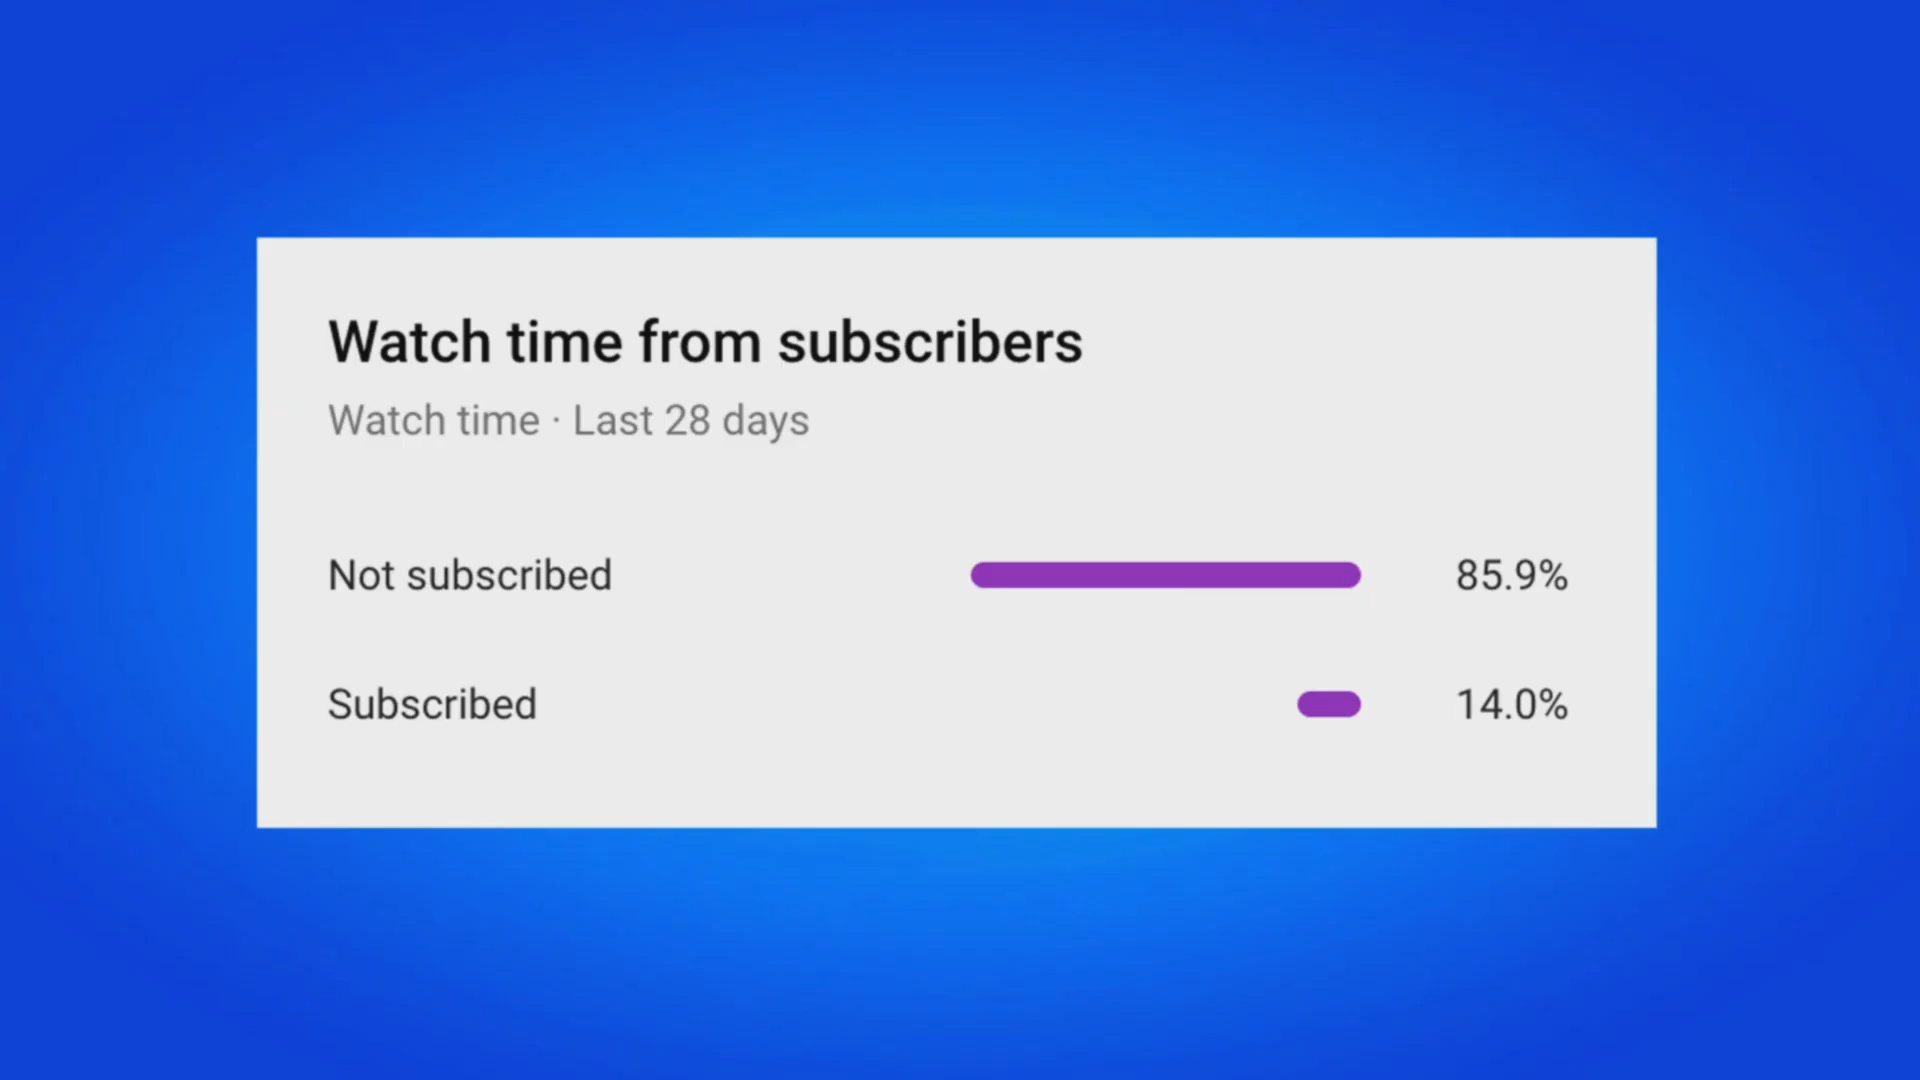 Watch time from subscribers
Watch time · Last 28 days
Not subscribed 85.9%
Subscribed 14.0%